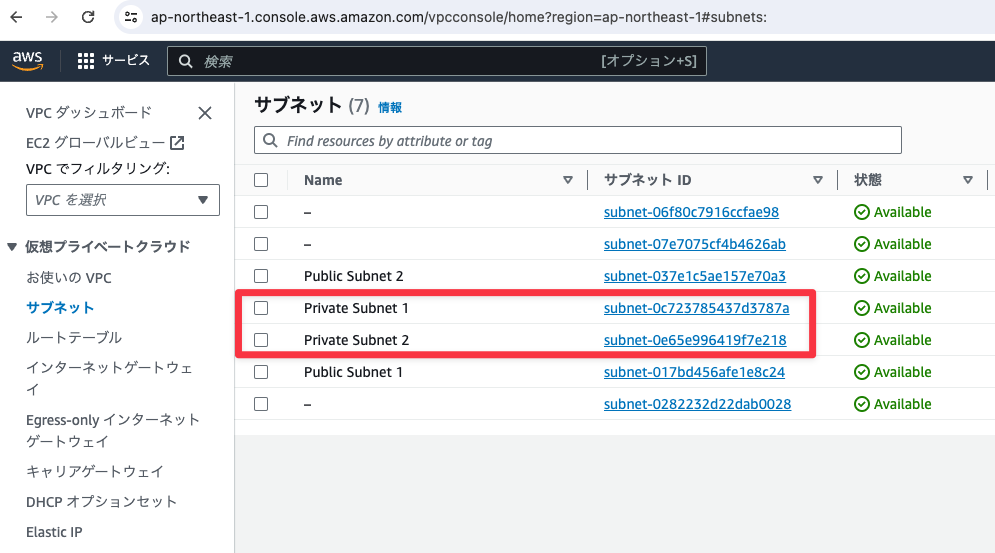 ap-northeast-1.console.aws.amazon.com/vpcconsole/home?region=ap-northeast-1#subnets:
aws
サービス
検索
[オプション+S]
VPC ダッシュボード
EC2 グローバルビュー
VPC でフィルタリング:
VPC を選択
仮想プライベートクラウド
お使いの VPC
サブネット
ルートテーブル
インターネットゲートウェ
イ
Egress-only インターネット
ゲートウェイ
キャリアゲートウェイ
DHCP オプションセット
Elastic IP
サブネット (7) 情報
Find resources by attribute or tag
Name サブネット ID 状態
– subnet-06f80c7916ccfae98 Available
– subnet-07e7075cf4b4626ab Available
Public Subnet 2 subnet-037e1c5ae157e70a3 Available
Private Subnet 1 subnet-0c723785437d3787a Available
Private Subnet 2 subnet-0e65e996419f7e218 Available
Public Subnet 1 subnet-017bd456afe1e8c24 Available
– subnet-0282232d22dab0028 Available